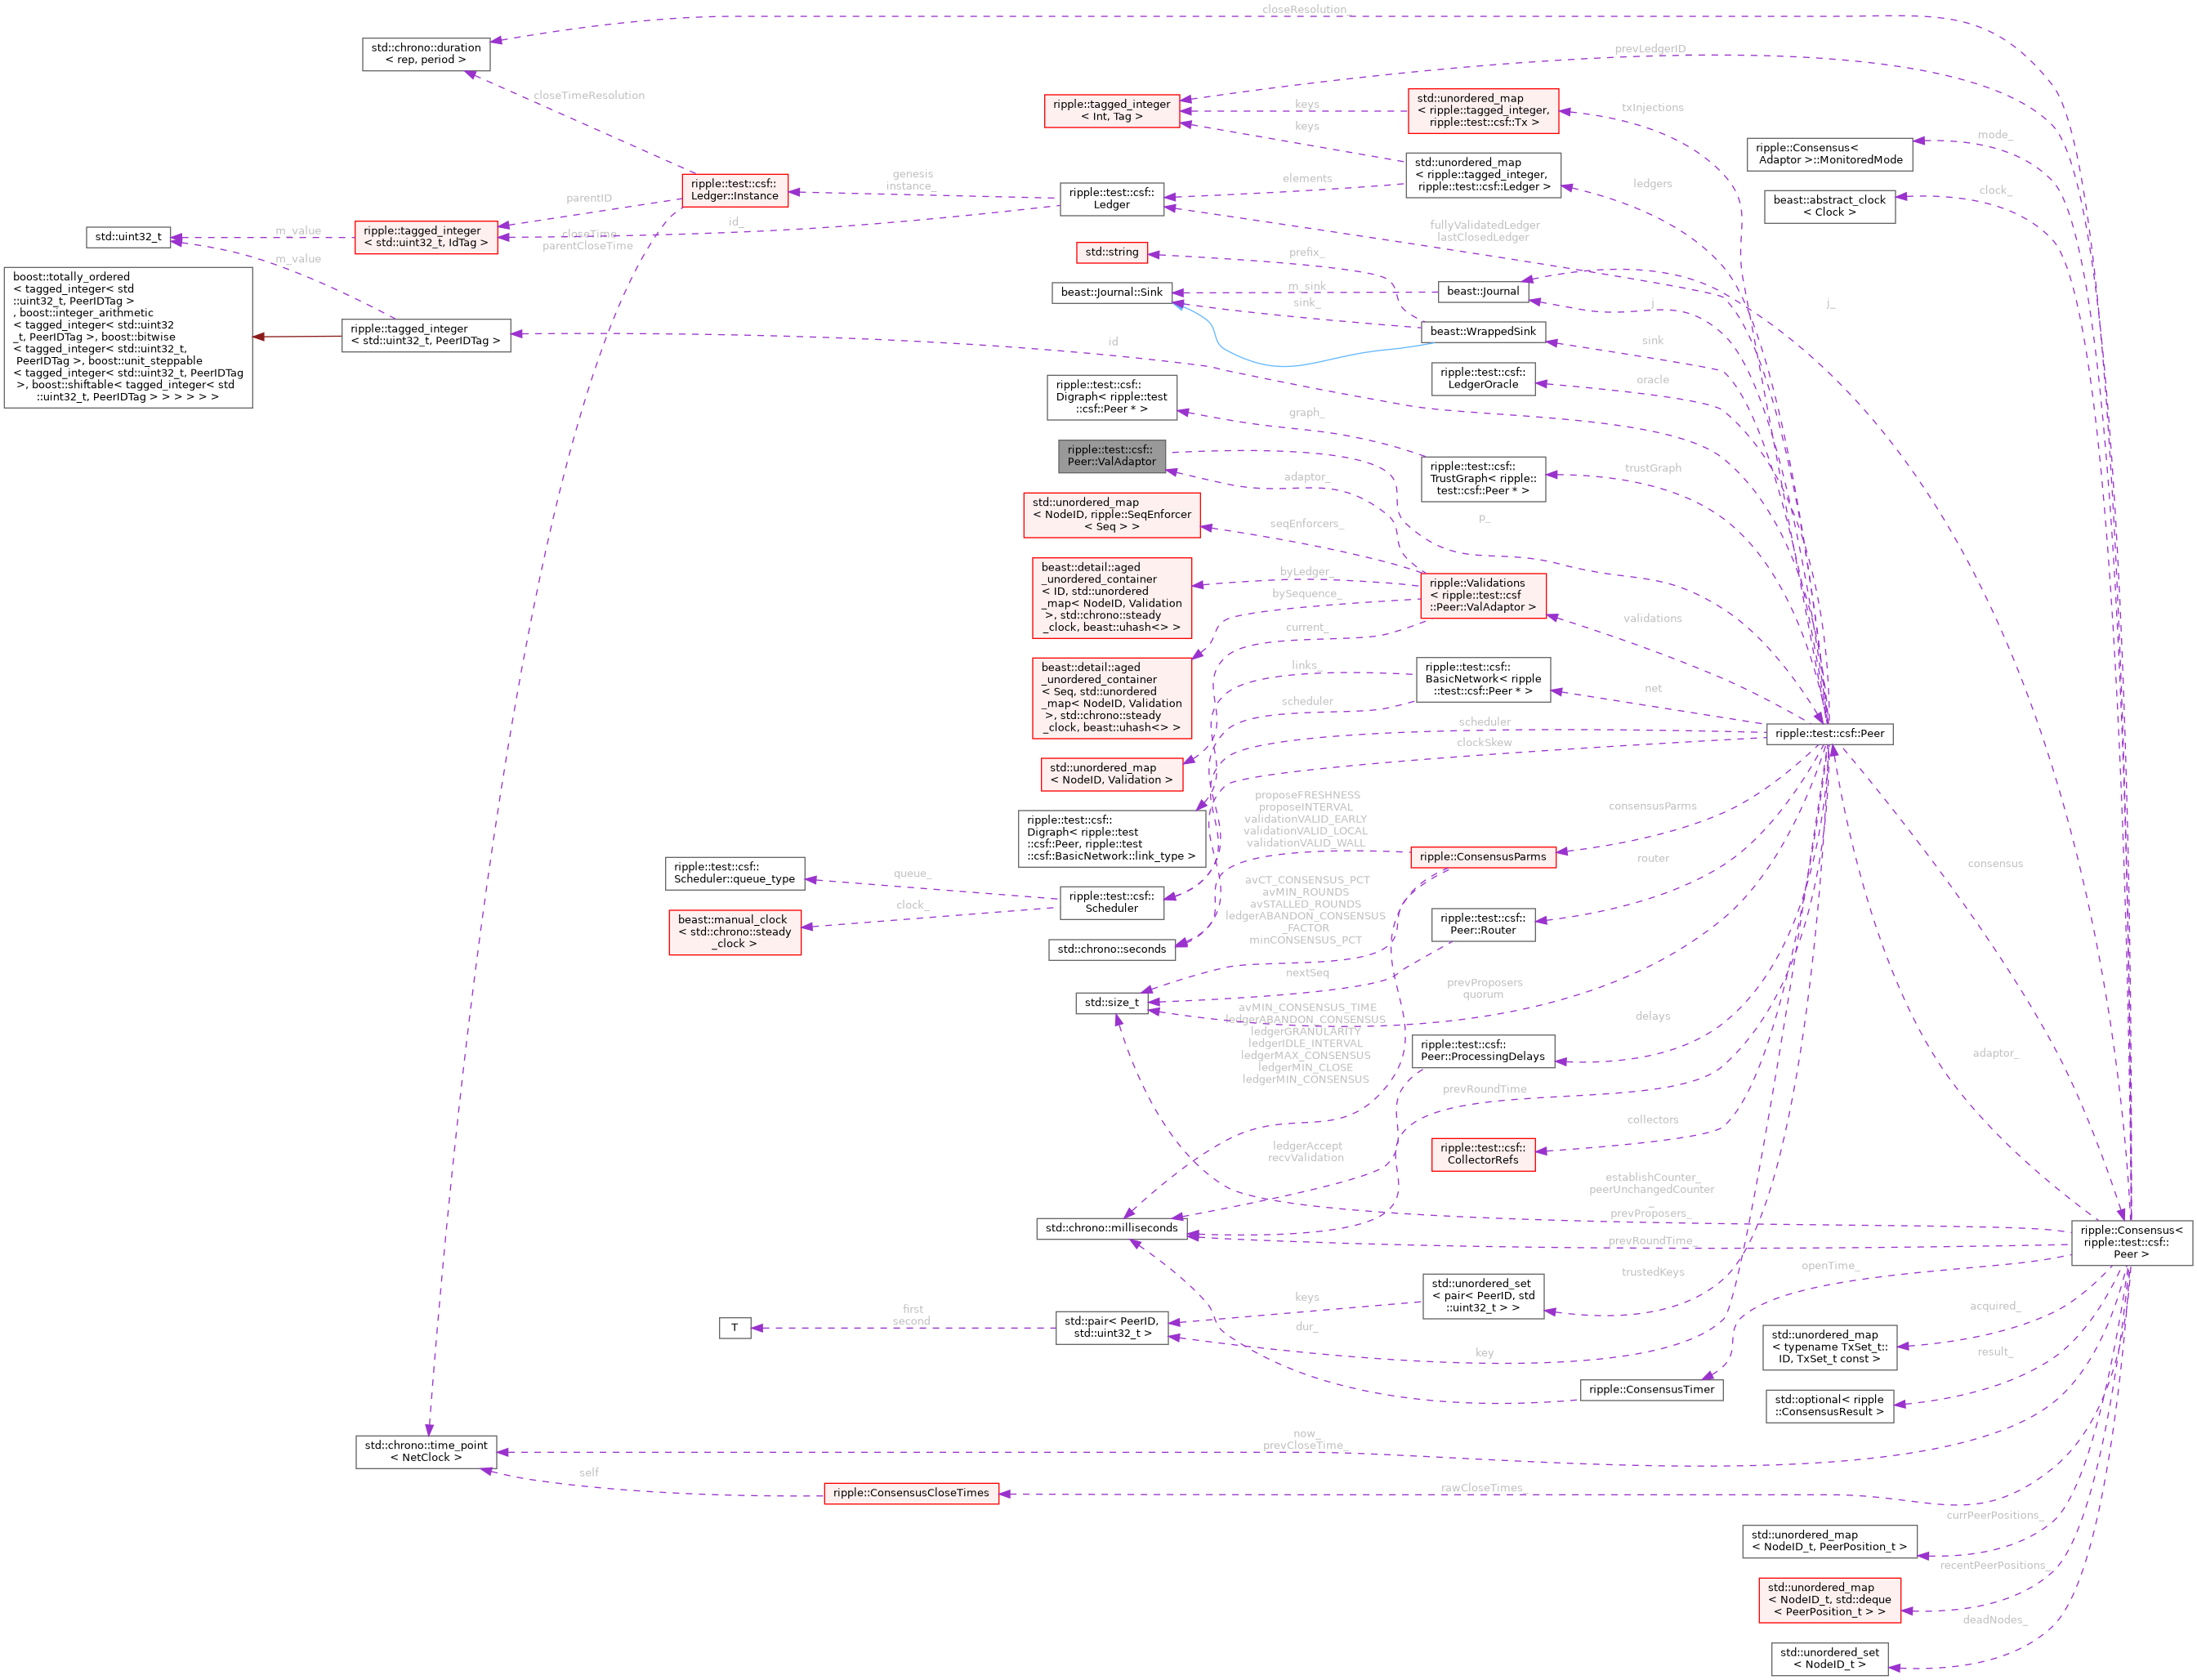 closeResolution_
std::chrono::duration
< rep, period >
prevLedgerID_
closeTimeResolution
ripple::tagged_integer
< Int, Tag >
keys
std::unordered_map
< ripple::tagged_integer,
ripple::test::csf::Tx >
txInjections
keys
mode_
ripple::Consensus<
Adaptor >::MonitoredMode
std::unordered_map
< ripple::tagged_integer,
ripple::test::csf::Ledger >
ledgers
elements
genesis
instance_
ripple::test::csf::
Ledger::Instance
ripple::test::csf::
Ledger
clock_
beast::abstract_clock
< Clock >
parentID
id_
fullyValidatedLedger
lastClosedLedger
std::uint32_t
m_value
ripple::tagged_integer
< std::uint32_t, IdTag >
closeTime
parentCloseTime
std::string
prefix_
m_value
boost::totally_ordered
< tagged_integer< std
::uint32_t, PeerIDTag >
, boost::integer_arithmetic
< tagged_integer< std::uint32
_t, PeerIDTag >, boost::bitwise
< tagged_integer< std::uint32_t,
PeerIDTag >, boost::unit_steppable
< tagged_integer< std::uint32_t, PeerIDTag
>, boost::shiftable< tagged_integer< std
::uint32_t, PeerIDTag > > > > > >
beast::Journal::Sink
m_sink
sink_
beast::Journal
j
j_
ripple::tagged_integer
< std::uint32_t, PeerIDTag >
beast::WrappedSink
id
sink
ripple::test::csf::
LedgerOracle
oracle
ripple::test::csf::
Digraph< ripple::test
::csf::Peer * >
graph_
ripple::test::csf::
Peer::ValAdaptor
adaptor_
ripple::test::csf::
TrustGraph< ripple::
test::csf::Peer * >
trustGraph
p_
std::unordered_map
< NodeID, ripple::SeqEnforcer
< Seq > >
seqEnforcers_
beast::detail::aged
_unordered_container
< ID, std::unordered
_map< NodeID, Validation
>, std::chrono::steady
_clock, beast::uhash<> >
byLedger_
bySequence_
ripple::Validations
< ripple::test::csf
::Peer::ValAdaptor >
validations
current_
beast::detail::aged
_unordered_container
< Seq, std::unordered
_map< NodeID, Validation
>, std::chrono::steady
_clock, beast::uhash<> >
links_
scheduler
ripple::test::csf::
BasicNetwork< ripple
::test::csf::Peer * >
net
scheduler
clockSkew
ripple::test::csf::Peer
std::unordered_map
< NodeID, Validation >
ripple::test::csf::
Digraph< ripple::test
::csf::Peer, ripple::test
::csf::BasicNetwork::link_type >
proposeFRESHNESS
proposeINTERVAL
validationVALID_EARLY
validationVALID_LOCAL
validationVALID_WALL
consensusParms
ripple::ConsensusParms
router
consensus
ripple::test::csf::
Scheduler::queue_type
queue_
clock_
ripple::test::csf::
Scheduler
beast::manual_clock
< std::chrono::steady
_clock >
avCT_CONSENSUS_PCT
avMIN_ROUNDS
avSTALLED_ROUNDS
ledgerABANDON_CONSENSUS
_FACTOR
minCONSENSUS_PCT
ripple::test::csf::
Peer::Router
std::chrono::seconds
nextSeq
prevProposers
quorum
std::size_t
avMIN_CONSENSUS_TIME
ledgerABANDON_CONSENSUS
ledgerGRANULARITY
ledgerIDLE_INTERVAL
ledgerMAX_CONSENSUS
ledgerMIN_CLOSE
ledgerMIN_CONSENSUS
delays
ripple::test::csf::
Peer::ProcessingDelays
adaptor_
prevRoundTime
collectors
ripple::test::csf::
CollectorRefs
ledgerAccept
recvValidation
establishCounter_
peerUnchangedCounter
_
prevProposers_
std::chrono::milliseconds
prevRoundTime_
ripple::Consensus<
ripple::test::csf::
Peer >
openTime_
trustedKeys
std::unordered_set
< pair< PeerID, std
::uint32_t > >
keys
first
second
T
std::pair< PeerID,
std::uint32_t >
dur_
key
acquired_
std::unordered_map
< typename TxSet_t::
ID, TxSet_t const >
result_
ripple::ConsensusTimer
std::optional< ripple
::ConsensusResult >
std::chrono::time_point
< NetClock >
now_
prevCloseTime_
self
ripple::ConsensusCloseTimes
rawCloseTimes_
currPeerPositions_
std::unordered_map
< NodeID_t, PeerPosition_t >
recentPeerPositions_
std::unordered_map
< NodeID_t, std::deque
< PeerPosition_t > >
deadNodes_
std::unordered_set
< NodeID_t >